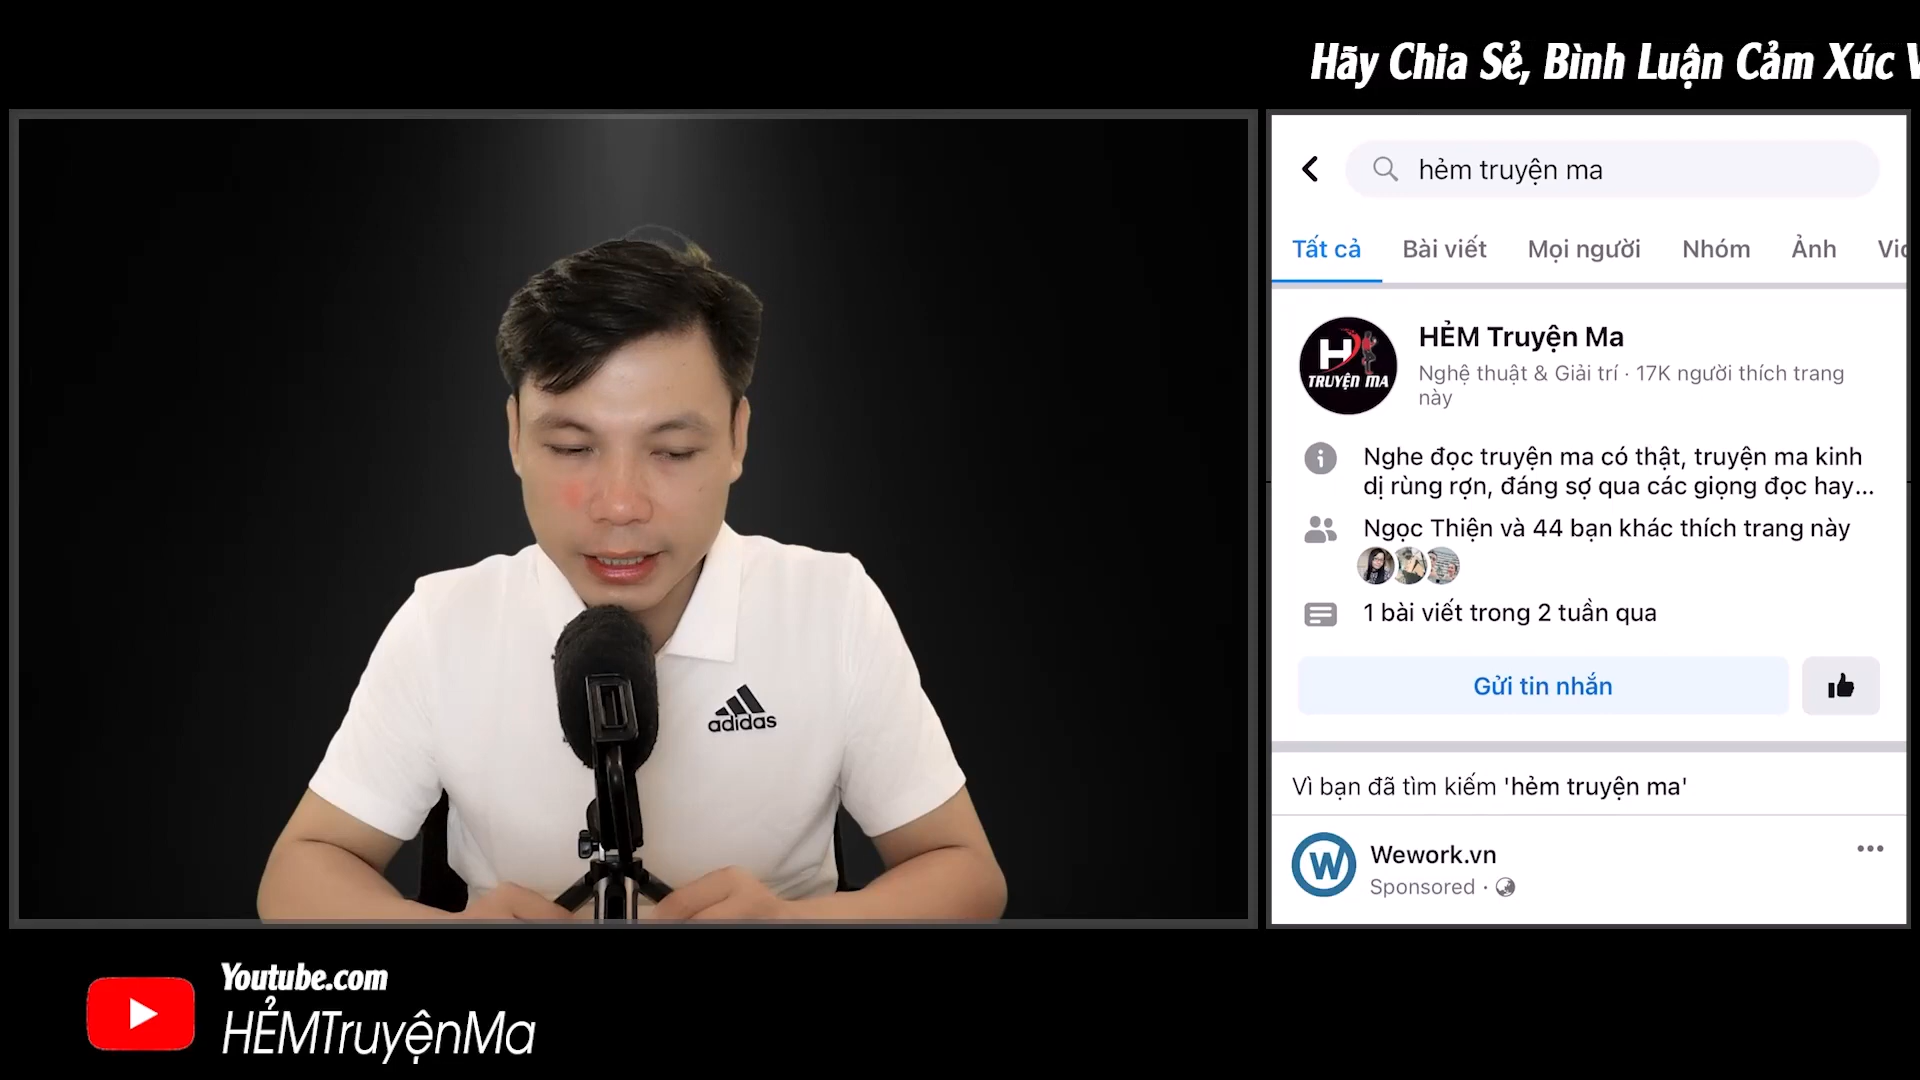 Hãy Chia Sẻ, Bình Luận Cảm Xúc V
hẻm truyện ma
Tất cả
Bài viết
Mọi người
Nhóm
Ảnh
Vid
HẺM Truyện Ma
Nghệ thuật & Giải trí · 17K người thích trang
này
H
TRUYỆN MA
Nghe đọc truyện ma có thật, truyện ma kinh
dị rùng rợn, đáng sợ qua các giọng đọc hay...
Ngọc Thiện và 44 bạn khác thích trang này
1 bài viết trong 2 tuần qua
Gửi tin nhắn
Vì bạn đã tìm kiếm 'hẻm truyện ma'
W
Wework.vn
Sponsored ·
adidas
Youtube.com
HẺMTruyệnMa